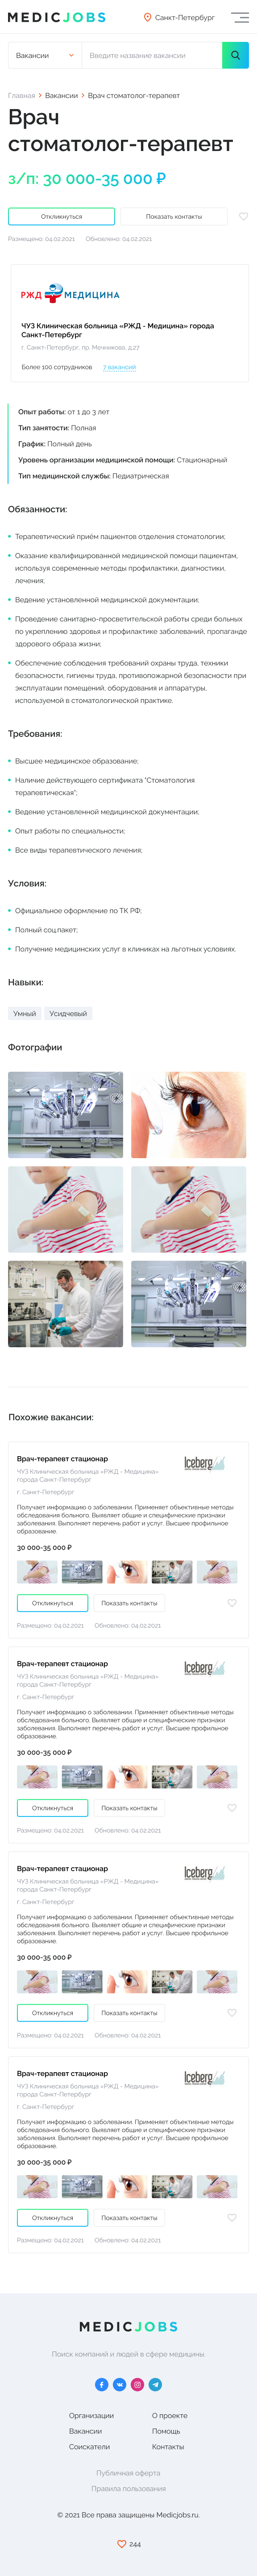 MEDICJOBS
Санкт-Петербург
Вакансии
Введите название вакансии
Главная > Вакансии > Врач стоматолог-терапевт
Врач
стоматолог-терапевт
з/п: 30 000-35 000 ₽
Откликнуться
Показать контакты
Размещено: 04.02.2021
Обновлено: 04.02.2021
РЖД МЕДИЦИНА
ЧУЗ Клиническая больница «РЖД - Медицина» города
Санкт-Петербург
г. Санкт-Петербург, пр. Мечникова, д.27
Более 100 сотрудников
7 вакансий
Опыт работы: от 1 до 3 лет
Тип занятости: Полная
График: Полный день
Уровень организации медицинской помощи: Стационарный
Тип медицинской службы: Педиатрическая
Обязанности:
Терапевтический приём пациентов отделения стоматологии;
Оказание квалифицированной медицинской помощи пациентам,
используя современные методы профилактики, диагностики,
лечения;
Ведение установленной медицинской документации;
Проведение санитарно-просветительской работы среди больных
по укреплению здоровья и профилактике заболеваний, пропаганде
здорового образа жизни;
Обеспечение соблюдения требований охраны труда, техники
безопасности, гигиены труда, противопожарной безопасности при
эксплуатации помещений, оборудования и аппаратуры,
используемой в стоматологической практике.
Требования:
Высшее медицинское образование;
Наличие действующего сертификата "Стоматология
терапевтическая";
Ведение установленной медицинской документации;
Опыт работы по специальности;
Все виды терапевтического лечения;
Условия:
Официальное оформление по ТК РФ;
Полный соц.пакет;
Получение медицинских услуг в клиниках на льготных условиях.
Навыки:
Умный
Усидчевый
Фотографии
Похожие вакансии:
Врач-терапевт стационар
Iceberg
ЧУЗ Клиническая больница «РЖД - Медицина»
города Санкт-Петербург
г. Санкт-Петербург
Получает информацию о заболевании. Применяет объективные методы
обследования больного. Выявляет общие и специфические признаки
заболевания. Выполняет перечень работ и услуг. Высшее профильное
образование.
30 000-35 000 ₽
Откликнуться
Показать контакты
Размещено: 04.02.2021
Обновлено: 04.02.2021
Врач-терапевт стационар
Iceberg
ЧУЗ Клиническая больница «РЖД - Медицина»
города Санкт-Петербург
г. Санкт-Петербург
Получает информацию о заболевании. Применяет объективные методы
обследования больного. Выявляет общие и специфические признаки
заболевания. Выполняет перечень работ и услуг. Высшее профильное
образование.
30 000-35 000 ₽
Откликнуться
Показать контакты
Размещено: 04.02.2021
Обновлено: 04.02.2021
Врач-терапевт стационар
Iceberg
ЧУЗ Клиническая больница «РЖД - Медицина»
города Санкт-Петербург
г. Санкт-Петербург
Получает информацию о заболевании. Применяет объективные методы
обследования больного. Выявляет общие и специфические признаки
заболевания. Выполняет перечень работ и услуг. Высшее профильное
образование.
30 000-35 000 ₽
Откликнуться
Показать контакты
Размещено: 04.02.2021
Обновлено: 04.02.2021
Врач-терапевт стационар
Iceberg
ЧУЗ Клиническая больница «РЖД - Медицина»
города Санкт-Петербург
г. Санкт-Петербург
Получает информацию о заболевании. Применяет объективные методы
обследования больного. Выявляет общие и специфические признаки
заболевания. Выполняет перечень работ и услуг. Высшее профильное
образование.
30 000-35 000 ₽
Откликнуться
Показать контакты
Размещено: 04.02.2021
Обновлено: 04.02.2021
MEDICJOBS
Поиск компаний и людей в сфере медицины.
Организации
О проекте
Вакансии
Помощь
Соискатели
Контакты
Публичная оферта
Правила пользования
© 2021 Все права защищены Medicjobs.ru.
244